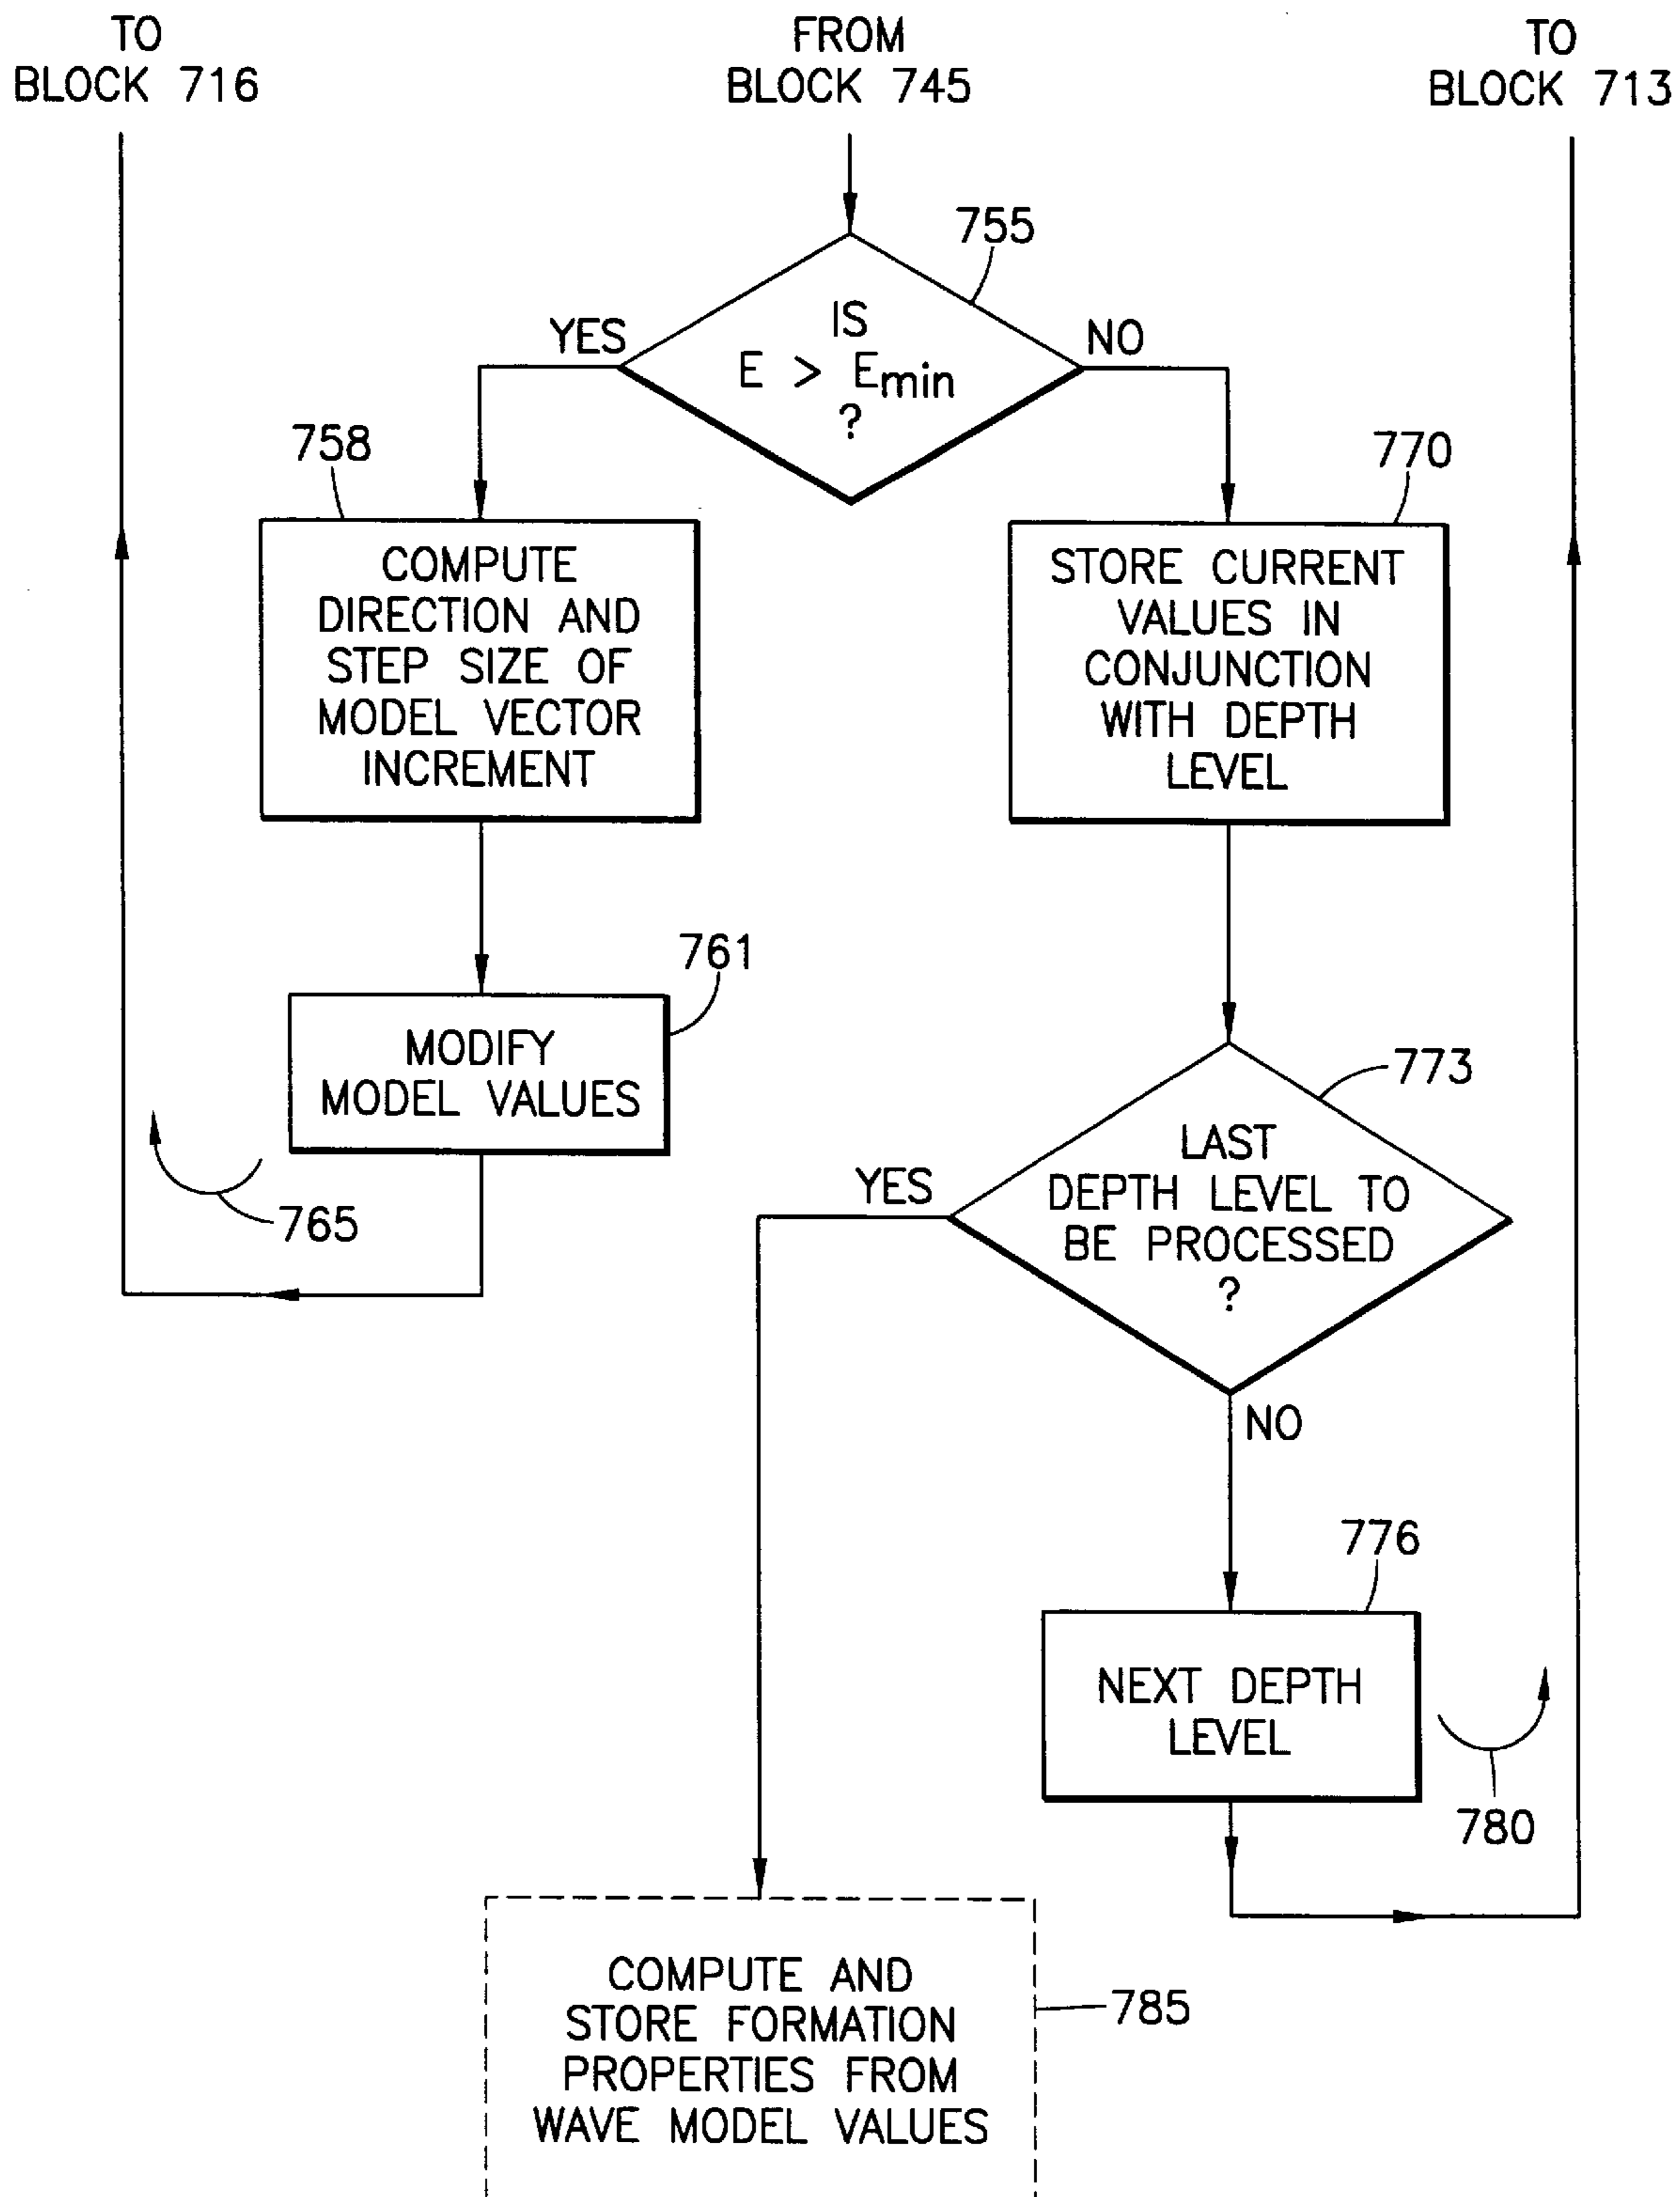 TO
BLOCK 716
FROM
BLOCK 745
TO
BLOCK 713
755
YES
IS
E > Emin
?
NO
758
770
COMPUTE
DIRECTION AND
STEP SIZE OF
MODEL VECTOR
INCREMENT
STORE CURRENT
VALUES IN
CONJUNCTION
WITH DEPTH
LEVEL
761
MODIFY
MODEL VALUES
765
773
YES
LAST
DEPTH LEVEL TO
BE PROCESSED
?
NO
776
NEXT DEPTH
LEVEL
780
COMPUTE AND
STORE FORMATION
PROPERTIES FROM
WAVE MODEL VALUES
785